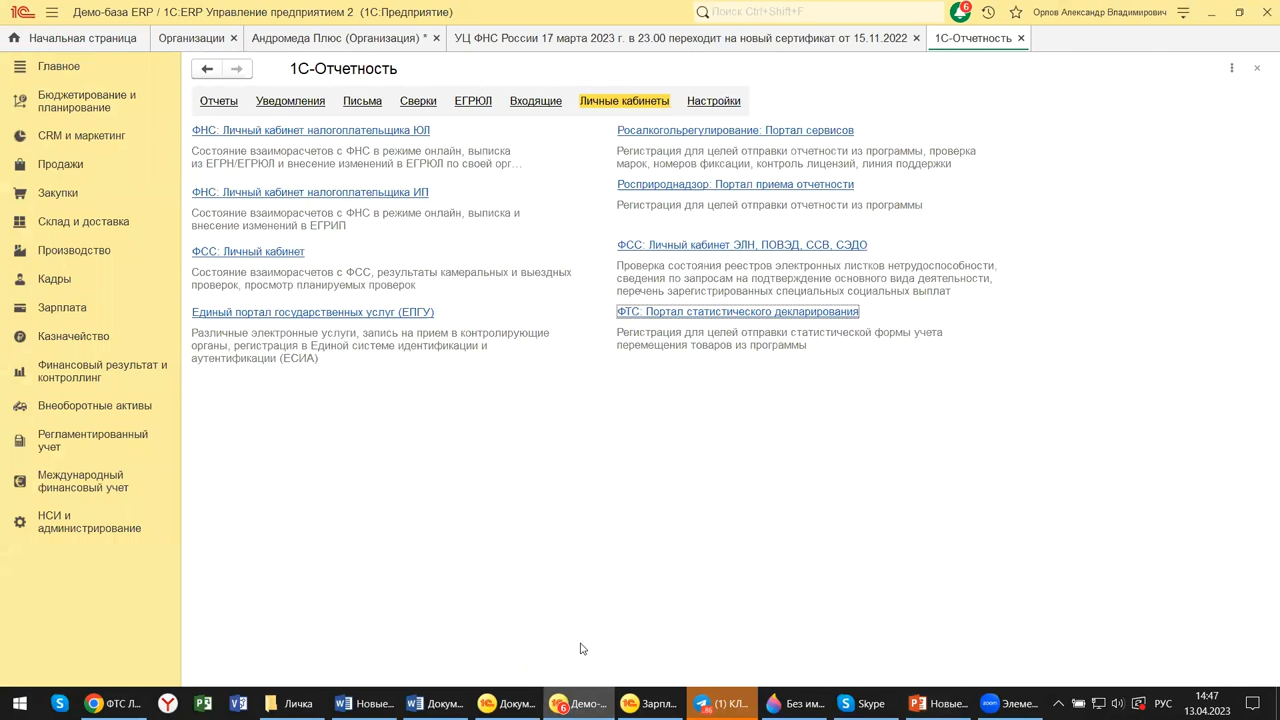 Демо-база ERP / 1С:ERP Управление предприятием 2 (1С:Предприятие)
Поиск Ctrl+Shift+F
6
Орлов Александр Владимирович
Начальная страница
Организации
Андромеда Плюс (Организация) *
УЦ ФНС России 17 марта 2023 г. в 23.00 переходит на новый сертификат от 15.11.2022
1С-Отчетность
Главное
Бюджетирование и
планирование
CRM и маркетинг
Продажи
Закупки
Склад и доставка
Производство
Кадры
Зарплата
Казначейство
Финансовый результат и
контроллинг
Внеоборотные активы
Регламентированный
учет
Международный
финансовый учет
НСИ и
администрирование
1С-Отчетность
Отчеты
Уведомления
Письма
Сверки
ЕГРЮЛ
Входящие
Личные кабинеты
Настройки
ФНС: Личный кабинет налогоплательщика ЮЛ
Состояние взаиморасчетов с ФНС в режиме онлайн, выписка
из ЕГРН/ЕГРЮЛ и внесение изменений в ЕГРЮЛ по своей орг…
ФНС: Личный кабинет налогоплательщика ИП
Состояние взаиморасчетов с ФНС в режиме онлайн, выписка и
внесение изменений в ЕГРИП
ФСС: Личный кабинет
Состояние взаиморасчетов с ФСС, результаты камеральных и выездных
проверок, просмотр планируемых проверок
Единый портал государственных услуг (ЕПГУ)
Различные электронные услуги, запись на прием в контролирующие
органы, регистрация в Единой системе идентификации и
аутентификации (ЕСИА)
Росалкогольрегулирование: Портал сервисов
Регистрация для целей отправки отчетности из программы, проверка
марок, номеров фиксации, контроль лицензий, линия поддержки
Росприроднадзор: Портал приема отчетности
Регистрация для целей отправки отчетности из программы
ФСС: Личный кабинет ЭЛН, ПОВЭД, ССВ, СЭДО
Проверка состояния реестров электронных листков нетрудоспособности,
сведения по запросам на подтверждение основного вида деятельности,
перечень зарегистрированных специальных социальных выплат
ФТС: Портал статистического декларирования
Регистрация для целей отправки статистической формы учета
перемещения товаров из программы
ФТС Л...
Личка
Новые...
Докум...
Докум...
6
Демо-...
Зарпл...
86
(1) КЛ...
Без им...
Skype
Новые...
zoom
Элеме...
РУС
14:47
13.04.2023